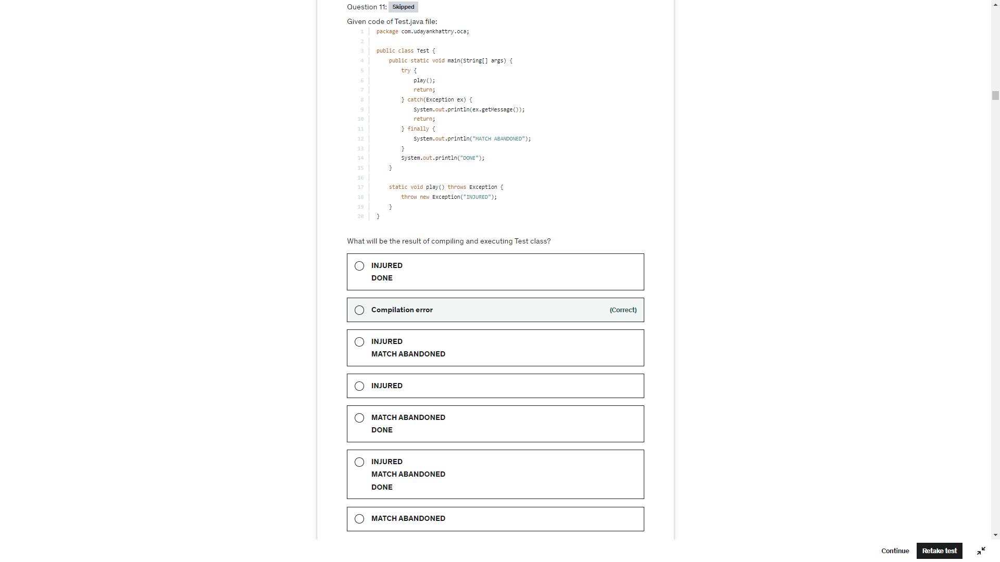 Question 11: Skipped
Given code of Test.java file:
1 package com.udayankhattry.oca;
2
3 public class Test {
4 public static void main(String[] args) {
5 try {
6 play();
7 return;
8 } catch(Exception ex) {
9 System.out.println(ex.getMessage());
10 return;
11 } finally {
12 System.out.println("MATCH ABANDONED");
13 }
14 System.out.println("DONE");
15 }
16
17 static void play() throws Exception {
18 throw new Exception("INJURED");
19 }
20 }
What will be the result of compiling and executing Test class?
INJURED
DONE
Compilation error (Correct)
INJURED
MATCH ABANDONED
INJURED
MATCH ABANDONED
DONE
INJURED
MATCH ABANDONED
DONE
MATCH ABANDONED
Continue Retake test